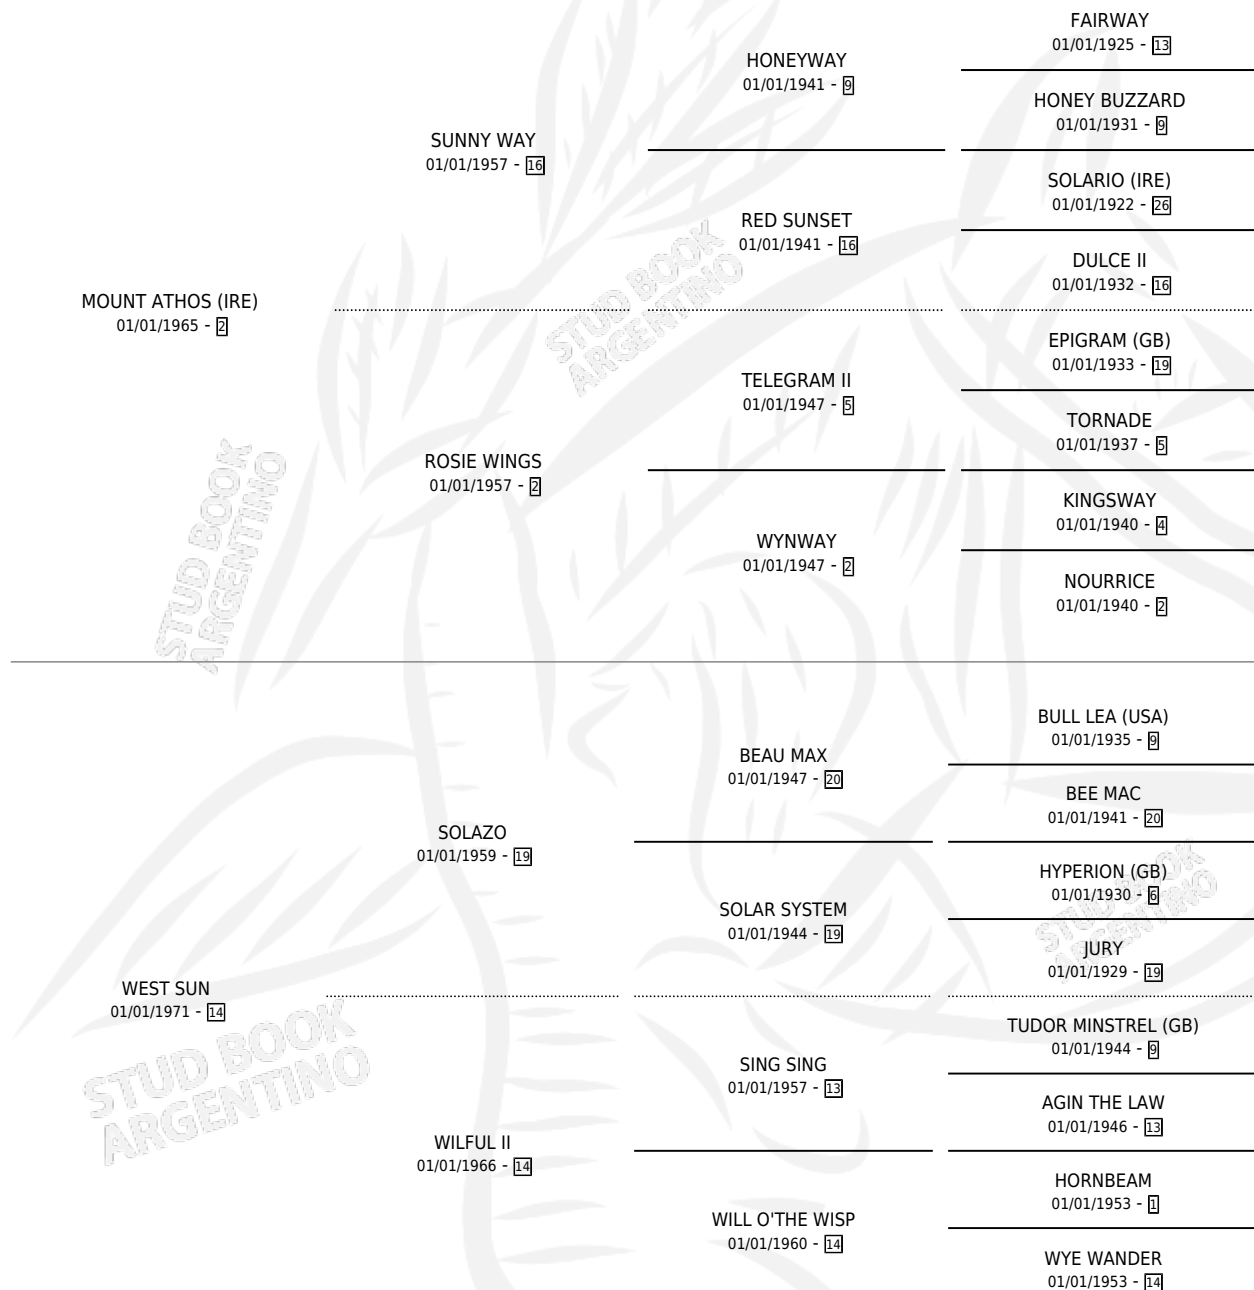 FAIRWAY
01/01/1925 - 13
HONEYWAY
01/01/1941 - 9
HONEY BUZZARD
01/01/1931 - 9
SUNNY WAY
01/01/1957 - 16
SOLARIO (IRE)
01/01/1922 - 26
RED SUNSET
01/01/1941 - 16
DULCE II
01/01/1932 - 16
MOUNT ATHOS (IRE)
01/01/1965 - 2
EPIGRAM (GB)
01/01/1933 - 19
TELEGRAM II
01/01/1947 - 5
TORNADE
01/01/1937 - 5
ROSIE WINGS
01/01/1957 - 2
KINGSWAY
01/01/1940 - 4
WYNWAY
01/01/1947 - 2
NOURRICE
01/01/1940 - 2
BULL LEA (USA)
01/01/1935 - 9
BEAU MAX
01/01/1947 - 20
BEE MAC
01/01/1941 - 20
SOLAZO
01/01/1959 - 19
HYPERION (GB)
01/01/1930 - 6
SOLAR SYSTEM
01/01/1944 - 19
JURY
01/01/1929 - 19
WEST SUN
01/01/1971 - 14
TUDOR MINSTREL (GB)
01/01/1944 - 9
SING SING
01/01/1957 - 13
AGIN THE LAW
01/01/1946 - 13
WILFUL II
01/01/1966 - 14
HORNBEAM
01/01/1953 - 1
WILL O'THE WISP
01/01/1960 - 14
WYE WANDER
01/01/1953 - 14
STUD BOOK
ARGENTINO
STUD BOOK
ARGENTINO
STUD BOOK
ARGENTINO
STUD BOOK
ARGENTINO